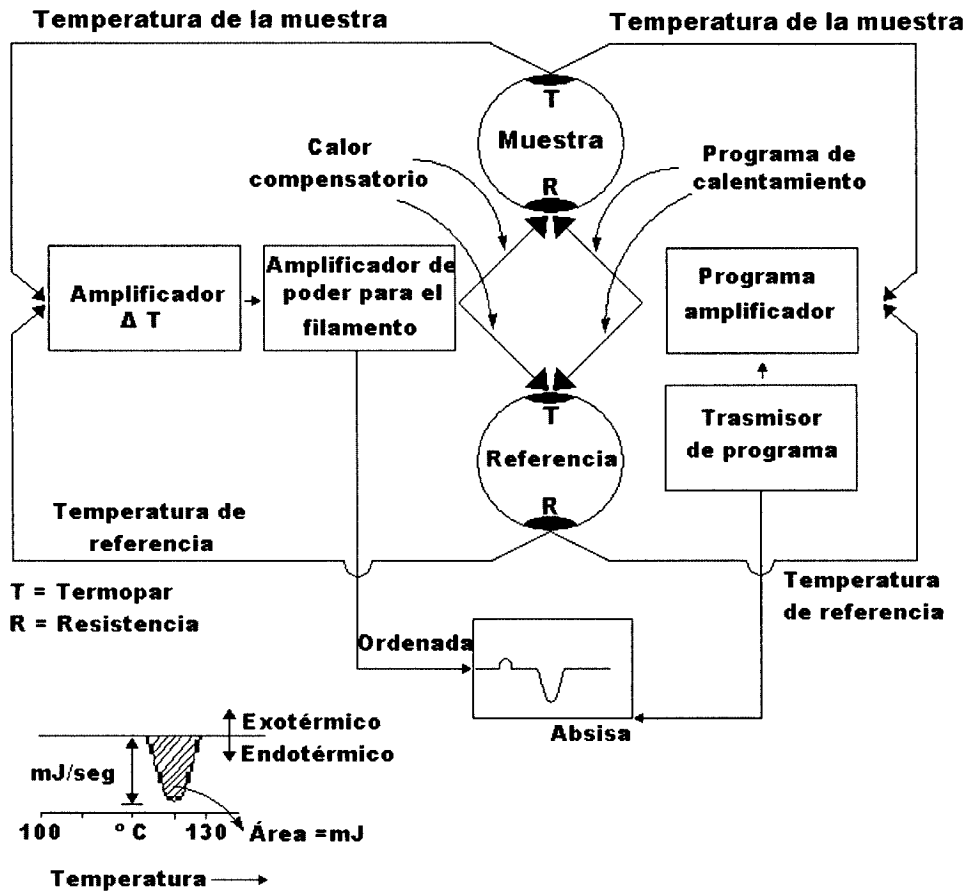 Temperatura de la muestra
Temperatura de la muestra
T
Muestra
R
Calor
compensatorio
Programa de
calentamiento
Amplificador
Δ T
Amplificador de
poder para el
filamento
Programa
amplificador
Trasmisor
de programa
T
Referencia
R
Temperatura de
referencia
T = Termopar
R = Resistencia
Temperatura
de referencia
Ordenada
Absisa
Exotérmico
Endotérmico
mJ/seg
100
º C
130
Área =mJ
Temperatura